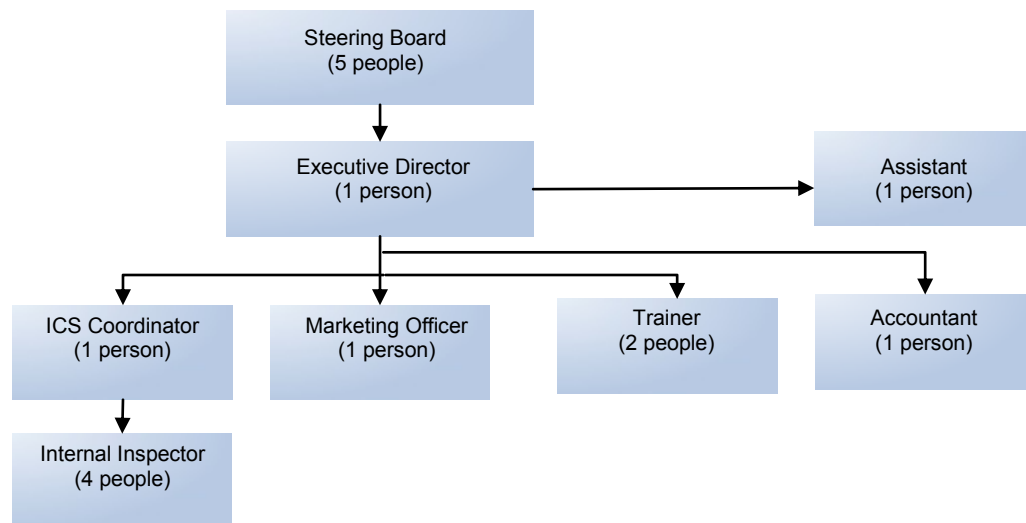 Steering Board
(5 people)
Executive Director
(1 person)
Assistant
(1 person)
ICS Coordinator
(1 person)
Marketing Officer
(1 person)
Trainer
(2 people)
Accountant
(1 person)
Internal Inspector
(4 people)